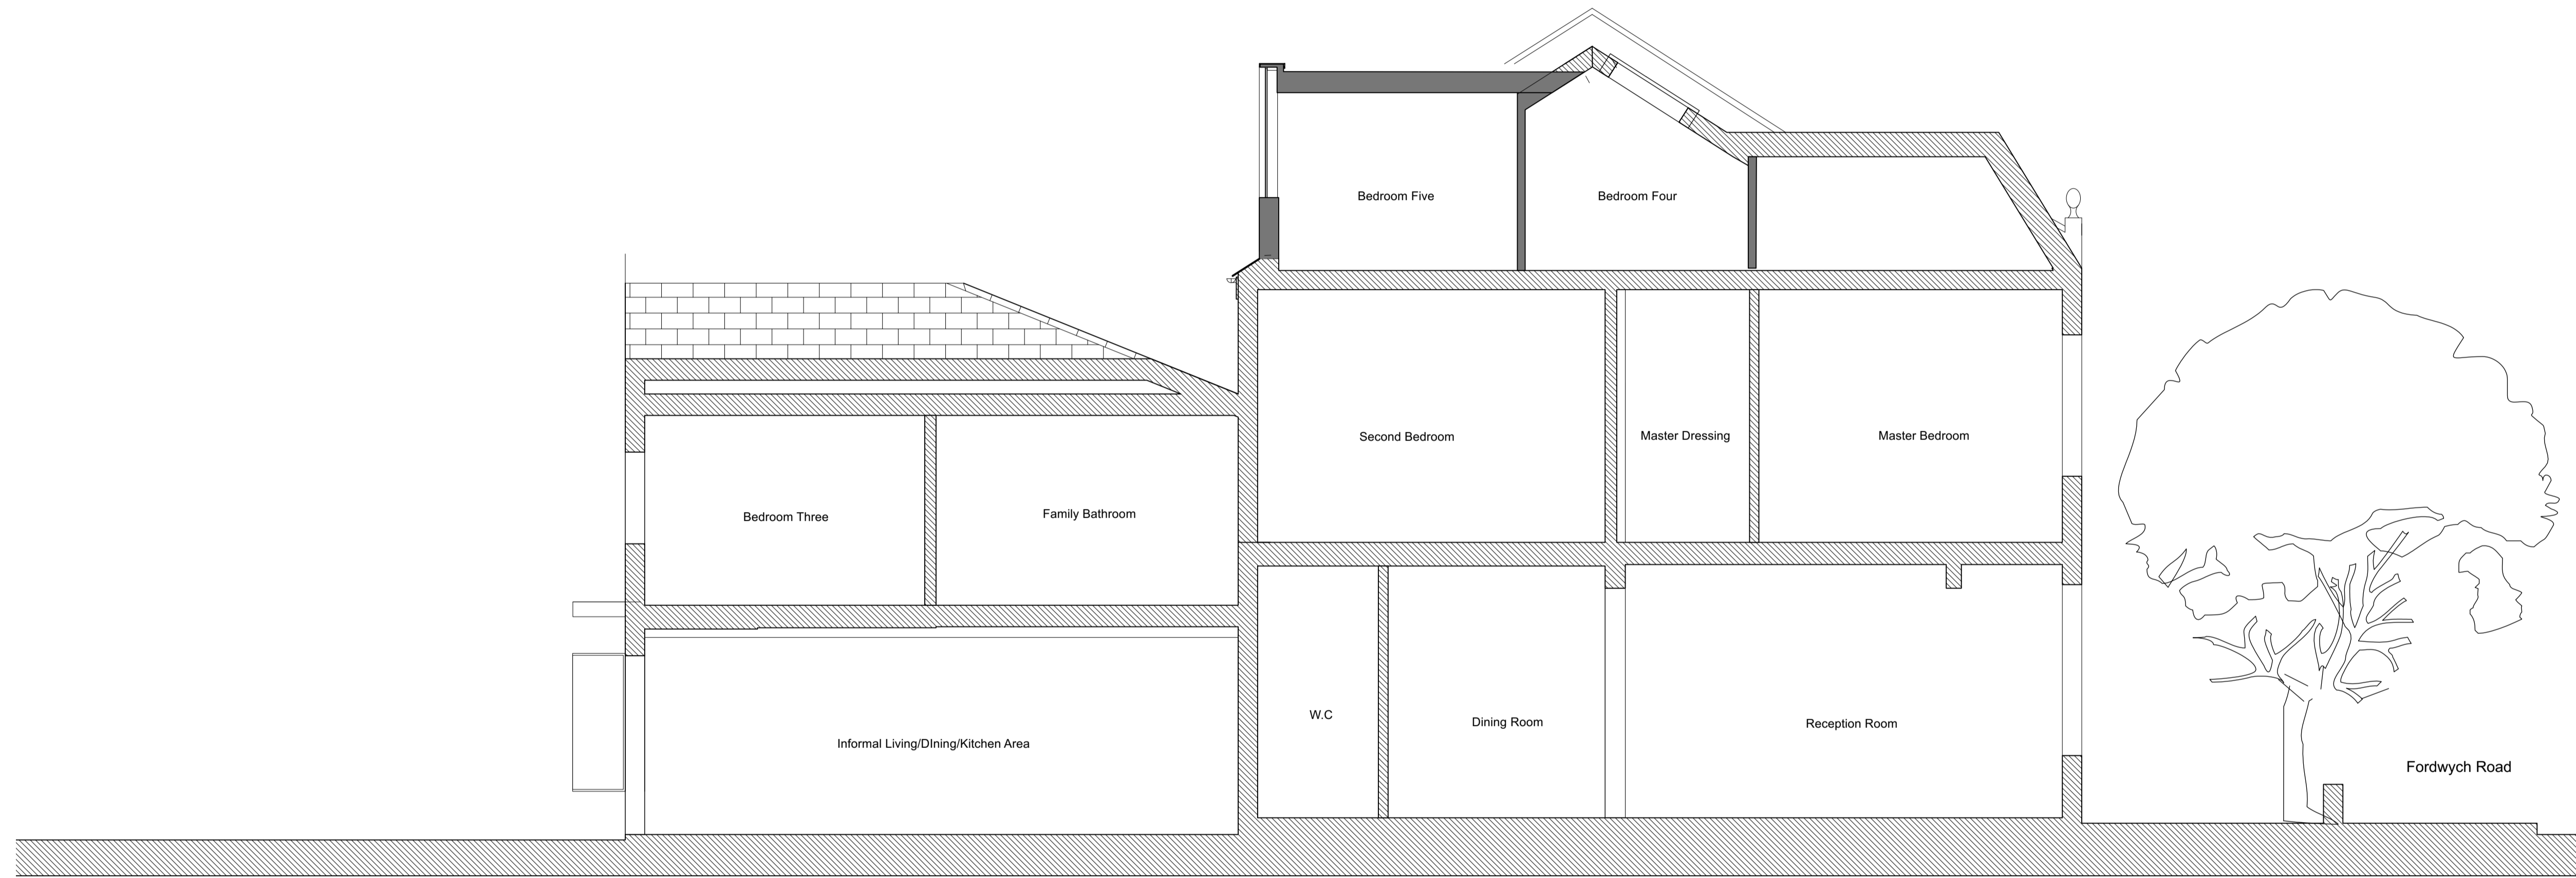 Bedroom Five
Bedroom Four
Second Bedroom
Master Dressing
Master Bedroom
Bedroom Three
Family Bathroom
W.C
Dining Room
Reception Room
Informal Living/DIning/Kitchen Area
Fordwych Road